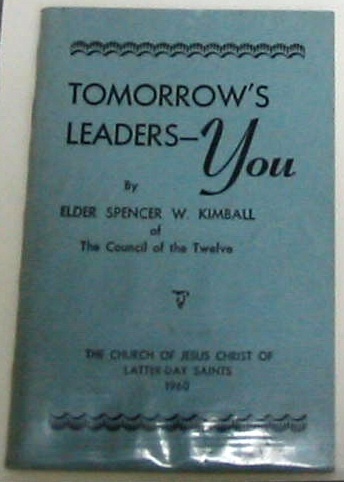 TOMORROW'S
LEADERS—You
By
ELDER SPENCER W. KIMBALL
of
The Council of the Twelve
THE CHURCH OF JESUS CHRIST OF
LATTER-DAY SAINTS
1960